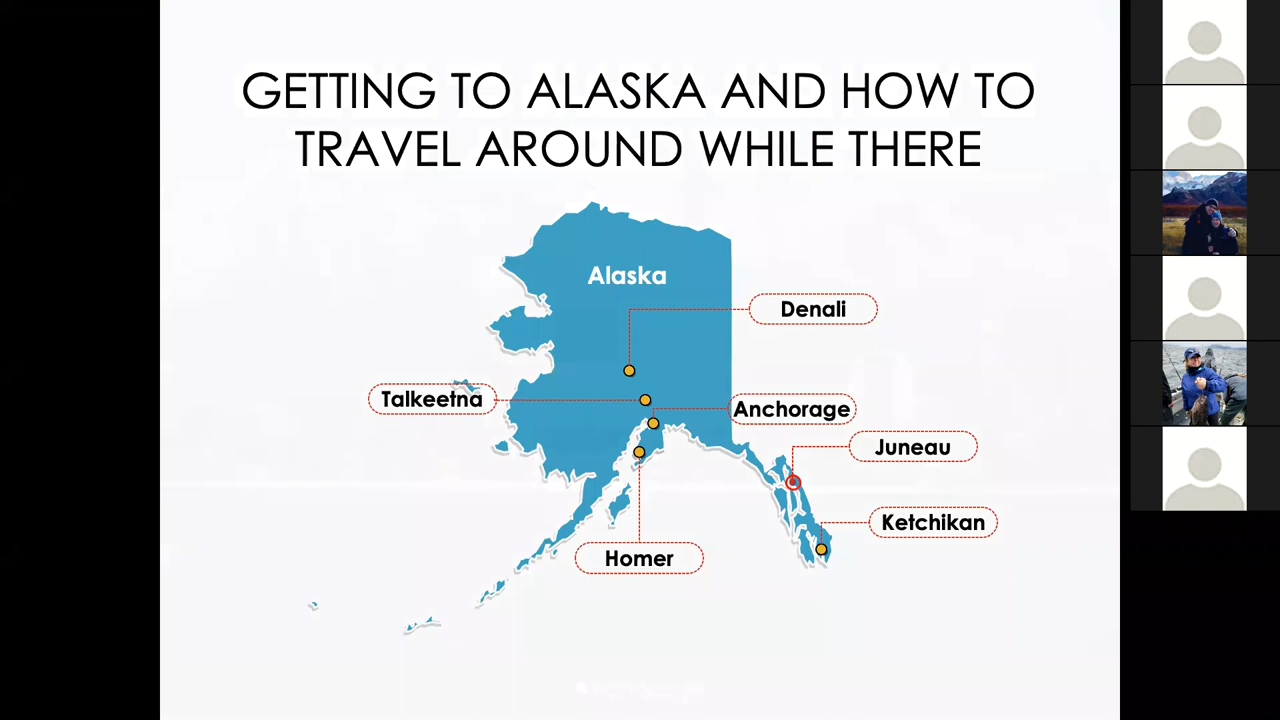 GETTING TO ALASKA AND HOW TO
TRAVEL AROUND WHILE THERE
Alaska
Denali
Talkeetna
Anchorage
Juneau
Ketchikan
Homer